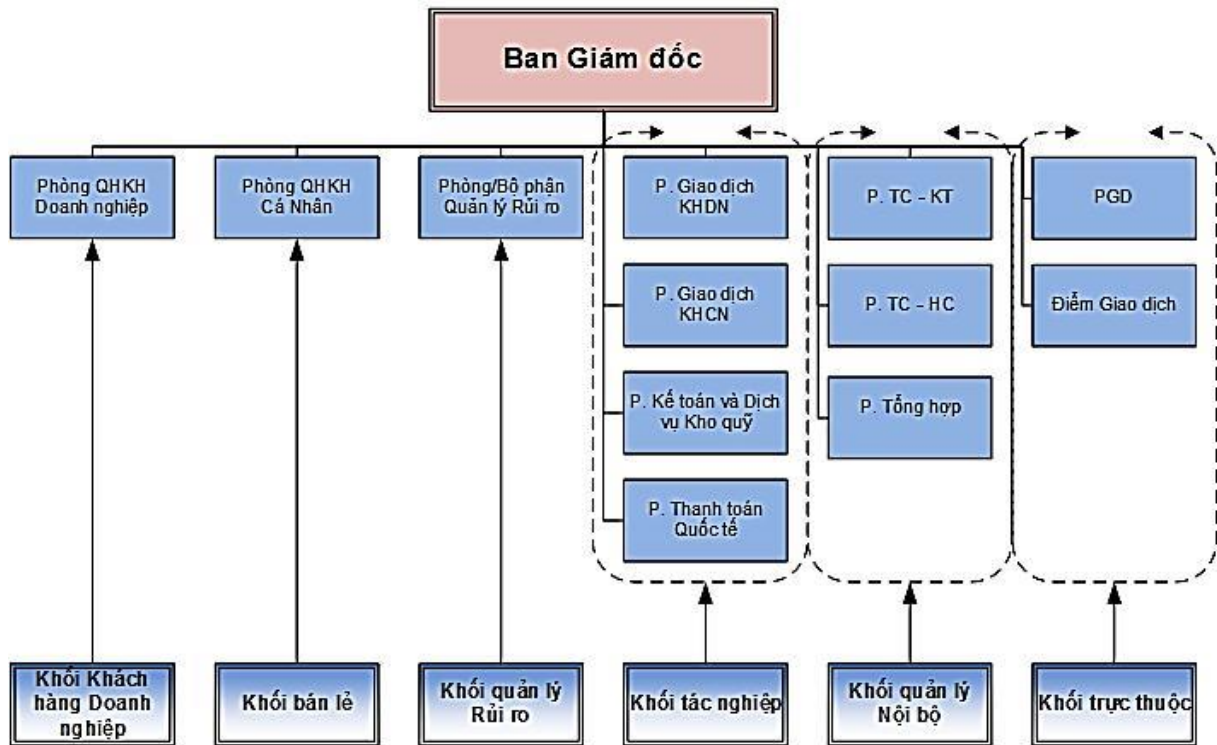 Ban Giám đốc
Phòng QHKH
Doanh nghiệp
Phòng QHKH
Cá Nhân
Phòng/Bộ phận
Quản lý Rủi ro
P. Giao dịch
KHDN
P. TC - KT
PGD
P. Giao dịch
KHCN
P. TC - HC
Điểm Giao dịch
P. Kế toán và Dịch
vụ Kho quỹ
P. Tổng hợp
P. Thanh toán
Quốc tế
Khối Khách
hàng Doanh
nghiệp
Khối bán lẻ
Khối quản lý
Rủi ro
Khối tác nghiệp
Khối quản lý
Nội bộ
Khối trực thuộc